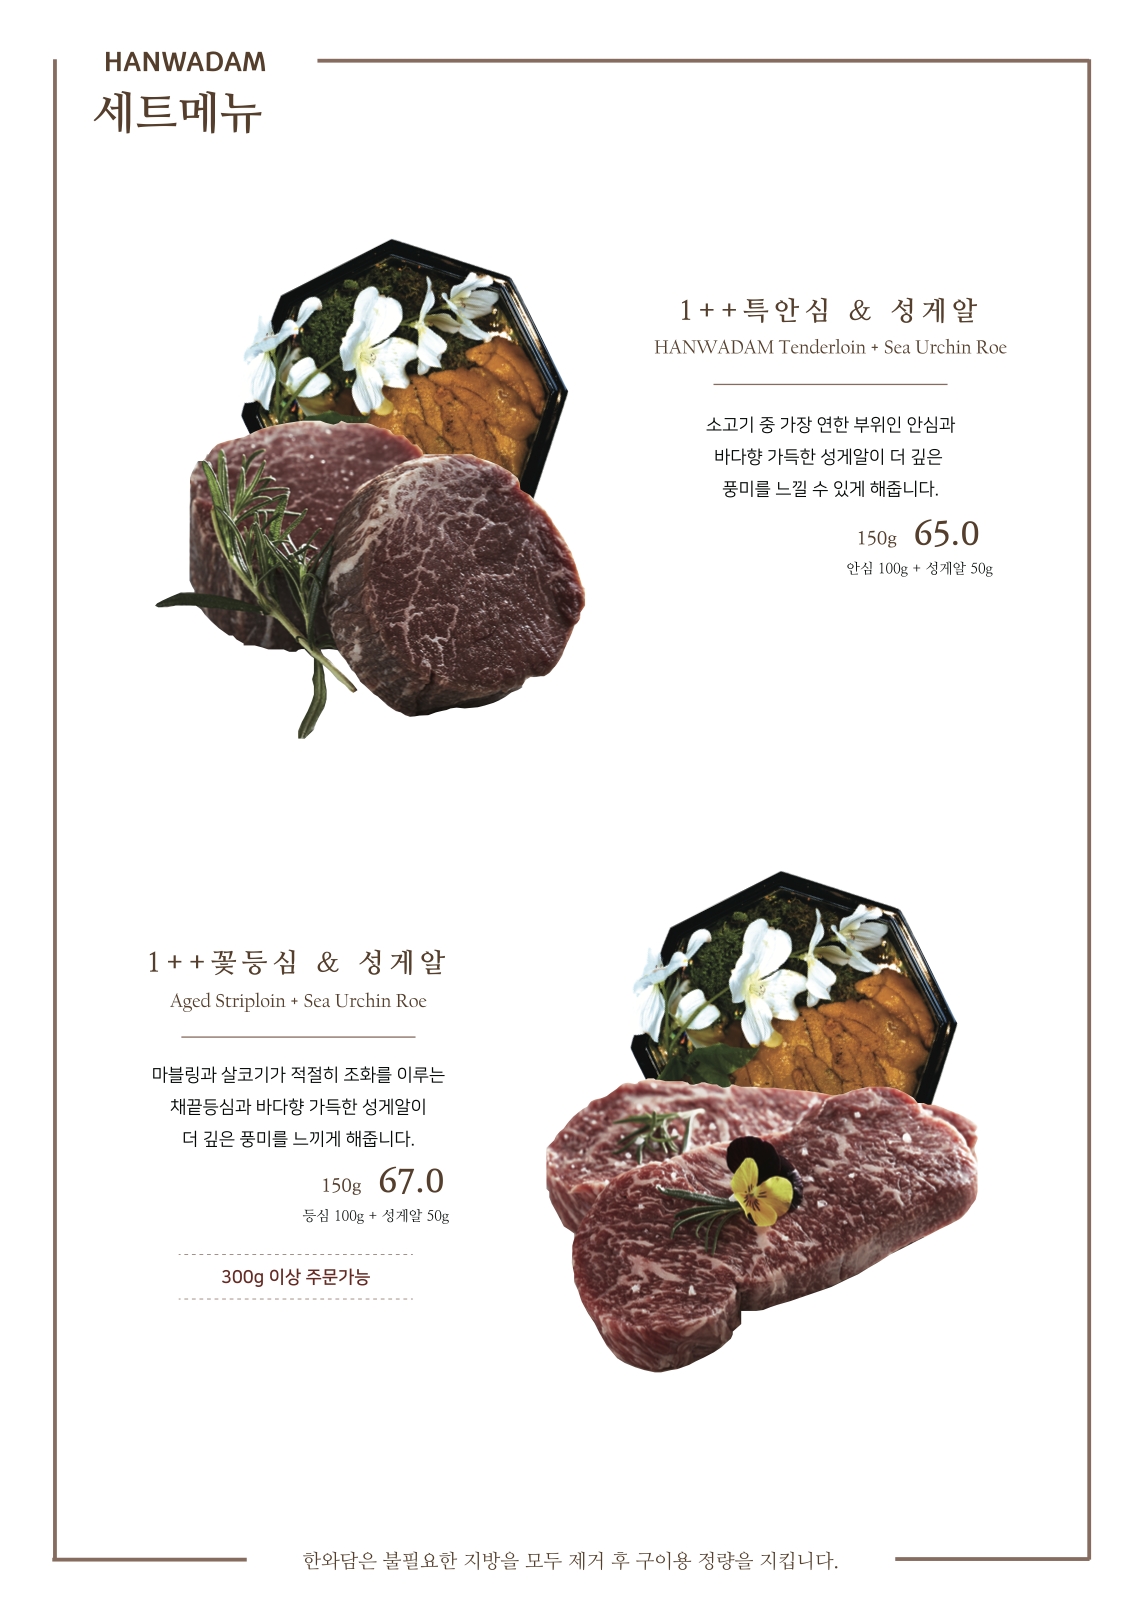 HANWADAM
세트메뉴
1++특안심 & 성게알
HANWADAM Tenderloin + Sea Urchin Roe
소고기 중 가장 연한 부위인 안심과
바다향 가득한 성게알이 더 깊은
풍미를 느낄 수 있게 해줍니다.
150g 65.0
안심 100g + 성게알 50g
1++꽃등심 & 성게알
Aged Striploin + Sea Urchin Roe
마블링과 살코기가 적절히 조화를 이루는
채끝등심과 바다향 가득한 성게알이
더 깊은 풍미를 느끼게 해줍니다.
150g 67.0
등심 100g + 성게알 50g
300g 이상 주문가능
한와담은 불필요한 지방을 모두 제거 후 구이용 정량을 지킵니다.